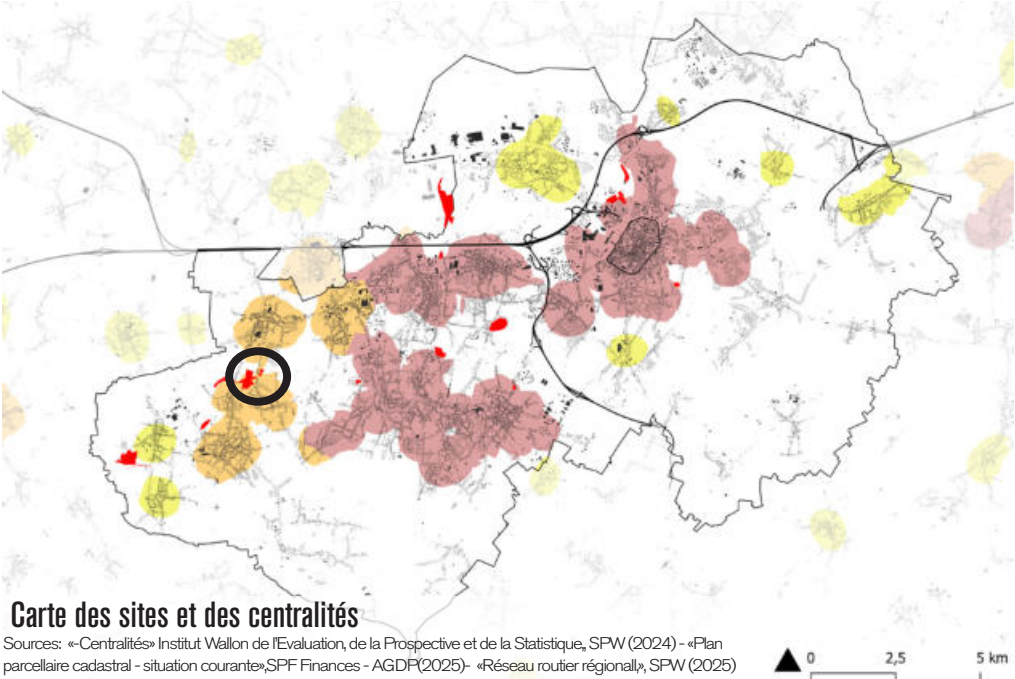 Carte des sites et des centralités
Sources: «-Centralités» Institut Wallon de l'Evaluation, de la Prospective et de la Statistique,, SPW (2024) - «Plan
parcellaire cadastral - situation courante»,SPF Finances - AGDP(2025)- «Réseau routier régional,», SPW (2025)
0 2,5 5 km